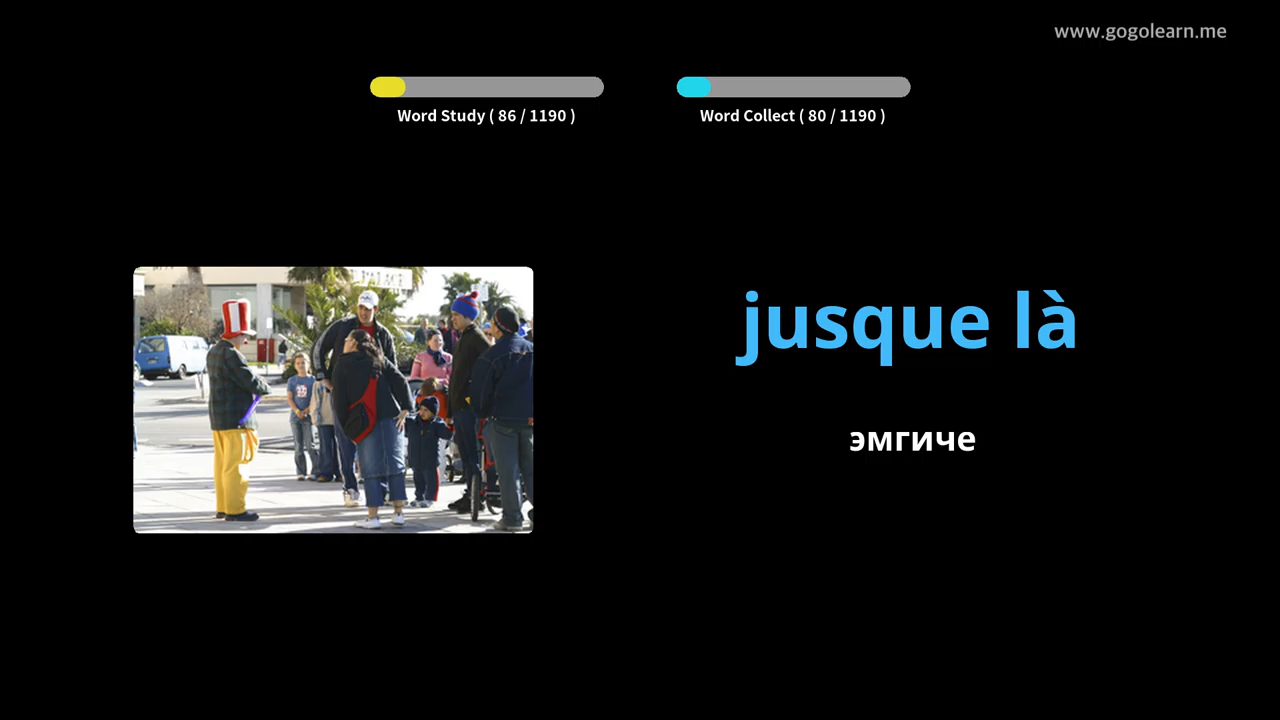 www.gogolearn.me
Word Study ( 86 / 1190 )
Word Collect ( 80 / 1190 )
jusque là
эмгиче